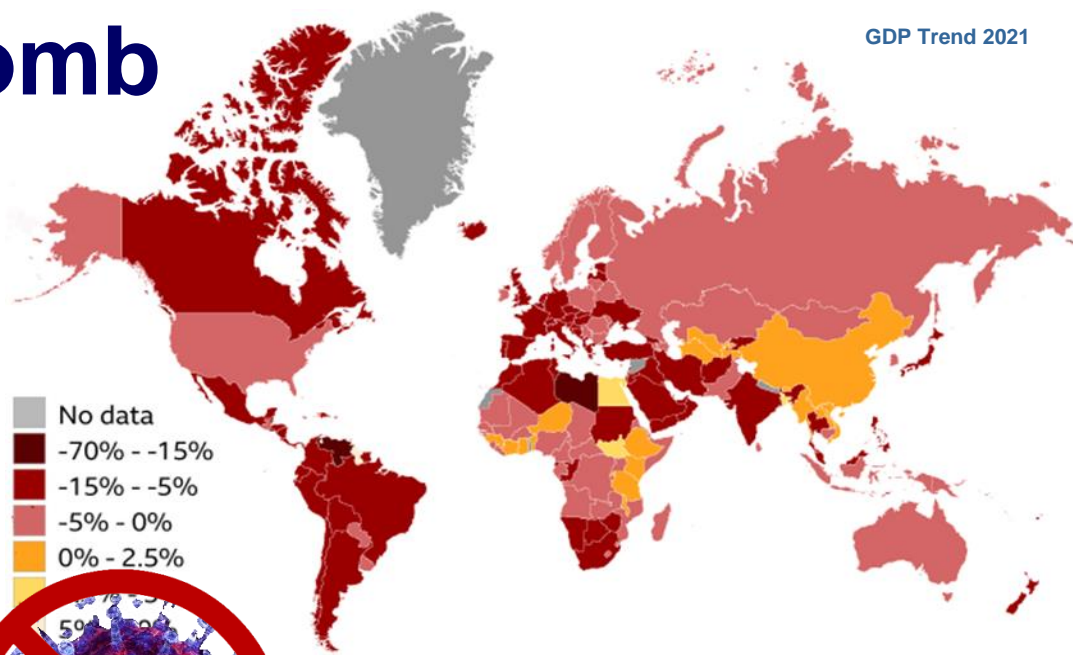 omb
GDP Trend 2021
No data
-70% - -15%
-15% - -5%
-5% - 0%
0% - 2.5%